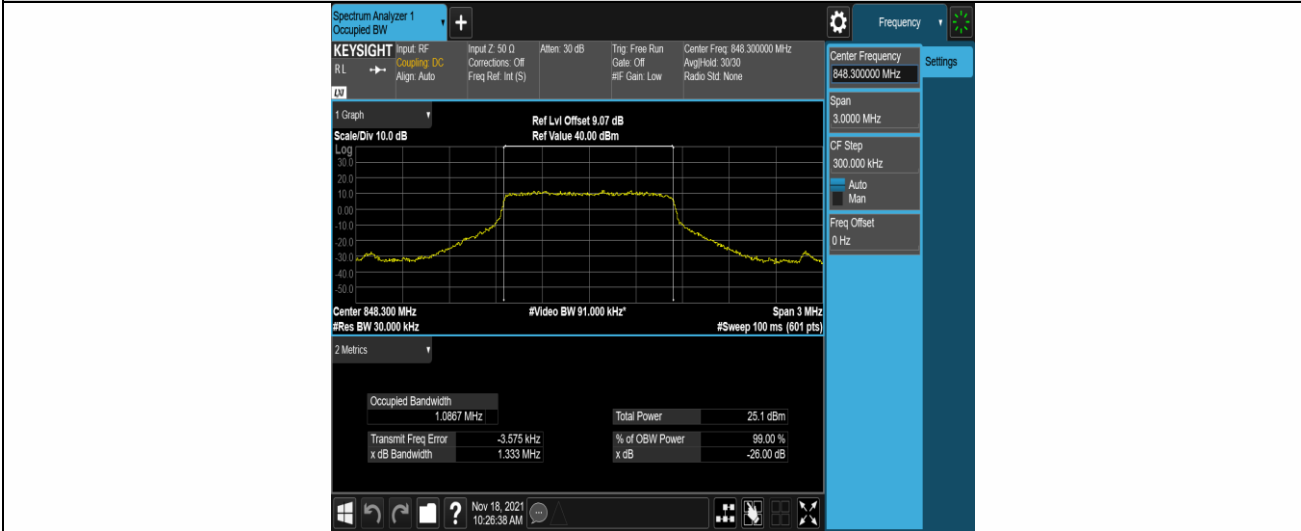 Spectrum Analyzer 1
Occupied BW
+
Frequency
KEYSIGHT
RL
LXI
Input: RF
Coupling: DC
Align: Auto
Input Z: 50 Ω
Corrections: Off
Freq Ref: Int (S)
Atten: 30 dB
Trig: Free Run
Gate: Off
#IF Gain: Low
Center Freq: 848.300000 MHz
Avg|Hold: 30/30
Radio Std: None
Center Frequency
848.300000 MHz
Settings
Span
3.0000 MHz
CF Step
300.000 kHz
Auto
Man
Freq Offset
0 Hz
1 Graph
Scale/Div 10.0 dB
Ref Lvl Offset 9.07 dB
Ref Value 40.00 dBm
Log
30.0
20.0
10.0
0.00
-10.0
-20.0
-30.0
-40.0
-50.0
Center 848.300 MHz
#Video BW 91.000 kHz*
Span 3 MHz
#Res BW 30.000 kHz
#Sweep 100 ms (601 pts)
2 Metrics
Occupied Bandwidth
1.0867 MHz
Total Power 25.1 dBm
Transmit Freq Error -3.575 kHz
% of OBW Power 99.00 %
x dB Bandwidth 1.333 MHz
x dB -26.00 dB
?
Nov 18, 2021
10:26:38 AM